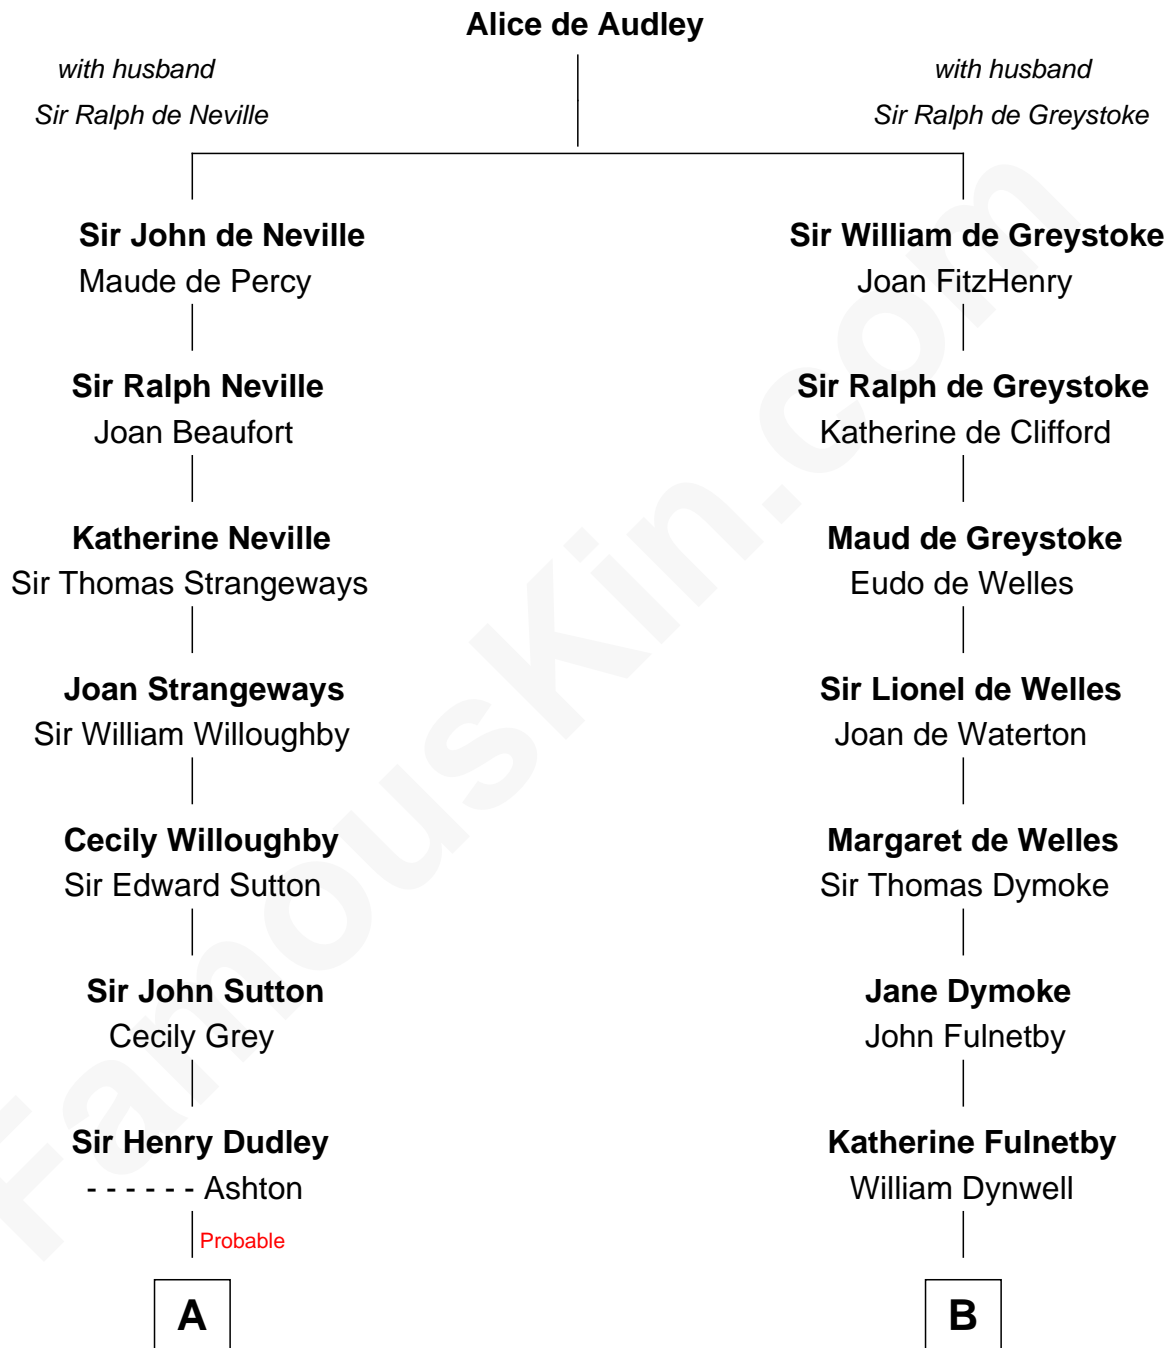 Alice de Audley
with husband
Sir Ralph de Neville
with husband
Sir Ralph de Greystoke
Sir John de Neville
Maude de Percy
Sir William de Greystoke
Joan FitzHenry
Sir Ralph Neville
Joan Beaufort
Sir Ralph de Greystoke
Katherine de Clifford
Katherine Neville
Sir Thomas Strangeways
Maud de Greystoke
Eudo de Welles
Joan Strangeways
Sir William Willoughby
Sir Lionel de Welles
Joan de Waterton
Cecily Willoughby
Sir Edward Sutton
Margaret de Welles
Sir Thomas Dymoke
Sir John Sutton
Cecily Grey
Jane Dymoke
John Fulnetby
Sir Henry Dudley
- - - - - - Ashton
Probable
Katherine Fulnetby
William Dynwell
A
B
FamousKin.com